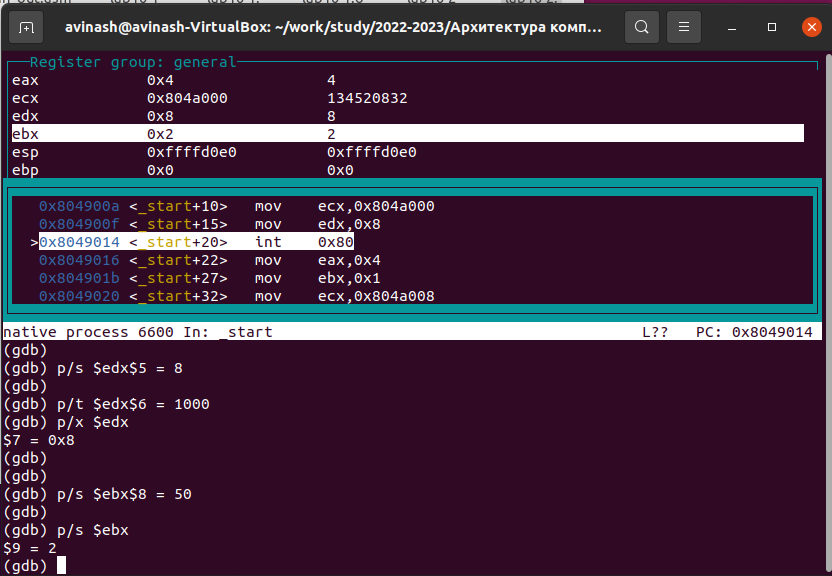 avinash@avinash-VirtualBox: ~/work/study/2022-2023/Архитектура комп...
Register group: general
eax 0x4 4
ecx 0x804a000 134520832
edx 0x8 8
ebx 0x2 2
esp 0xffffd0e0 0xffffd0e0
ebp 0x0 0x0
0x804900a <_start+10> mov ecx,0x804a000
0x804900f <_start+15> mov edx,0x8
>0x8049014 <_start+20> int 0x80
0x8049016 <_start+22> mov eax,0x4
0x804901b <_start+27> mov ebx,0x1
0x8049020 <_start+32> mov ecx,0x804a008
native process 6600 In: _start L?? PC: 0x8049014
(gdb)
(gdb) p/s $edx$5 = 8
(gdb)
(gdb) p/t $edx$6 = 1000
(gdb) p/x $edx
$7 = 0x8
(gdb)
(gdb)
(gdb) p/s $ebx$8 = 50
(gdb)
(gdb) p/s $ebx
$9 = 2
(gdb)